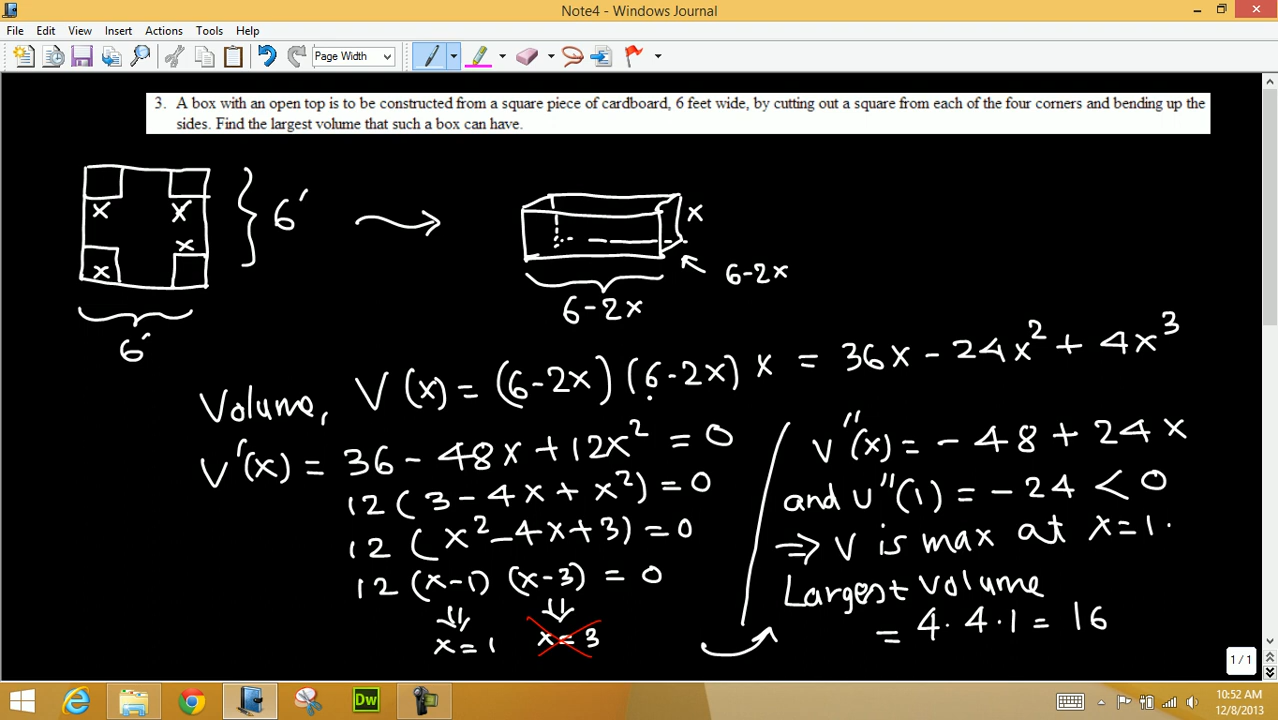 Note4 - Windows Journal
File Edit View Insert Actions Tools Help
Page Width
3. A box with an open top is to be constructed from a square piece of cardboard, 6 feet wide, by cutting out a square from each of the four corners and bending up the
sides. Find the largest volume that such a box can have.
x x
x
x
6'
6'
x
6-2x
6-2x
Volume, V(x) = (6-2x)(6-2x)x = 36x - 24x² + 4x³
V'(x) = 36 - 48x + 12x² = 0
12(3 - 4x + x²) = 0
12(x² - 4x + 3) = 0
12(x-1)(x-3) = 0
⇓ ⇓
x = 1 x = 3
V''(x) = -48 + 24x
and V''(1) = -24 < 0
⇒ V is max at x=1.
Largest volume
= 4·4·1 = 16
1 / 1
Dw
10:52 AM
12/8/2013